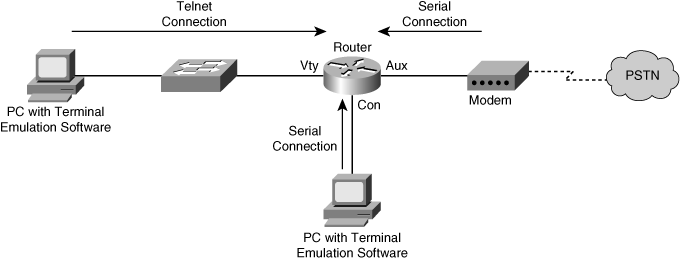 Telnet
Connection
Serial
Connection
Router
Vty
Aux
PSTN
PC with Terminal
Emulation Software
Modem
Con
Serial
Connection
PC with Terminal
Emulation Software